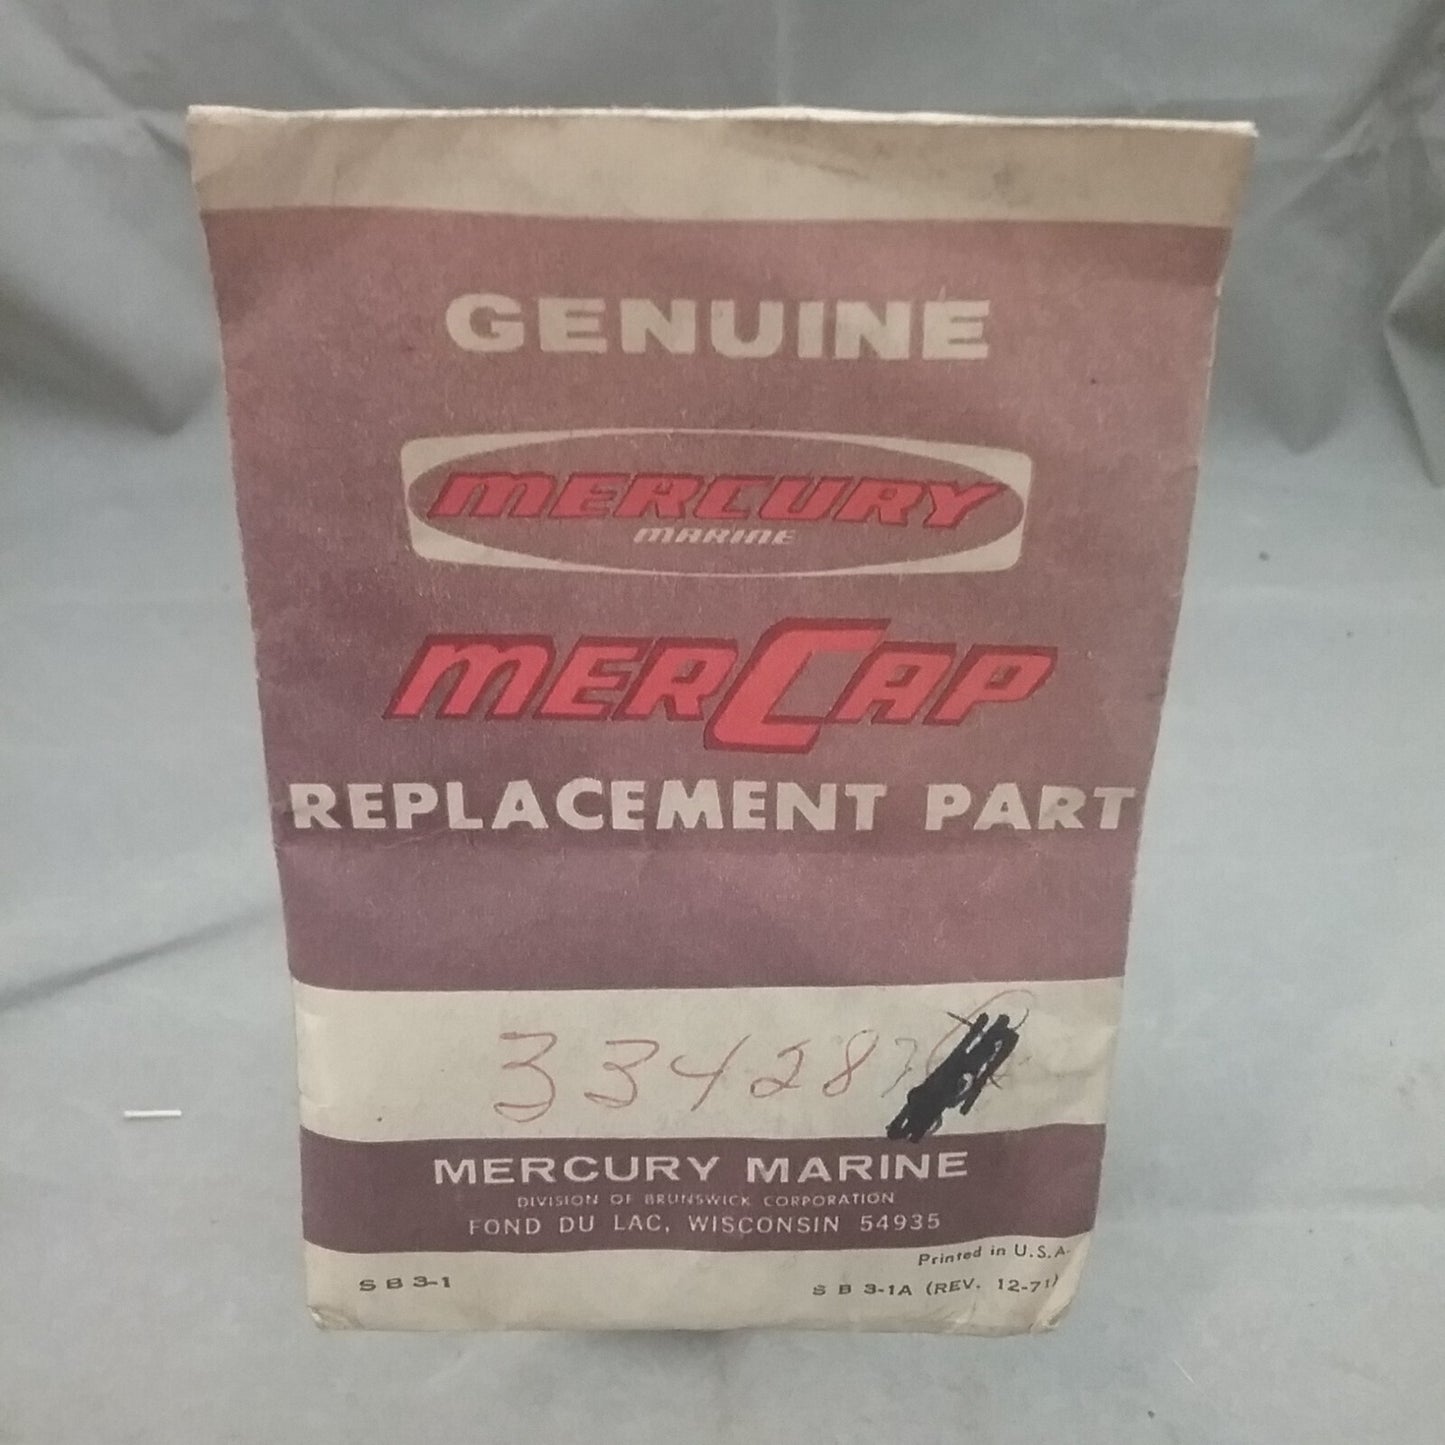 GENUINE
MERCURY
MARINE
MERCAP
REPLACEMENT PART
334287
MERCURY MARINE
DIVISION OF BRUNSWICK CORPORATION
FOND DU LAC, WISCONSIN 54935
Printed in U.S.A.
S B 3-1
S B 3-1A (REV. 12-71)